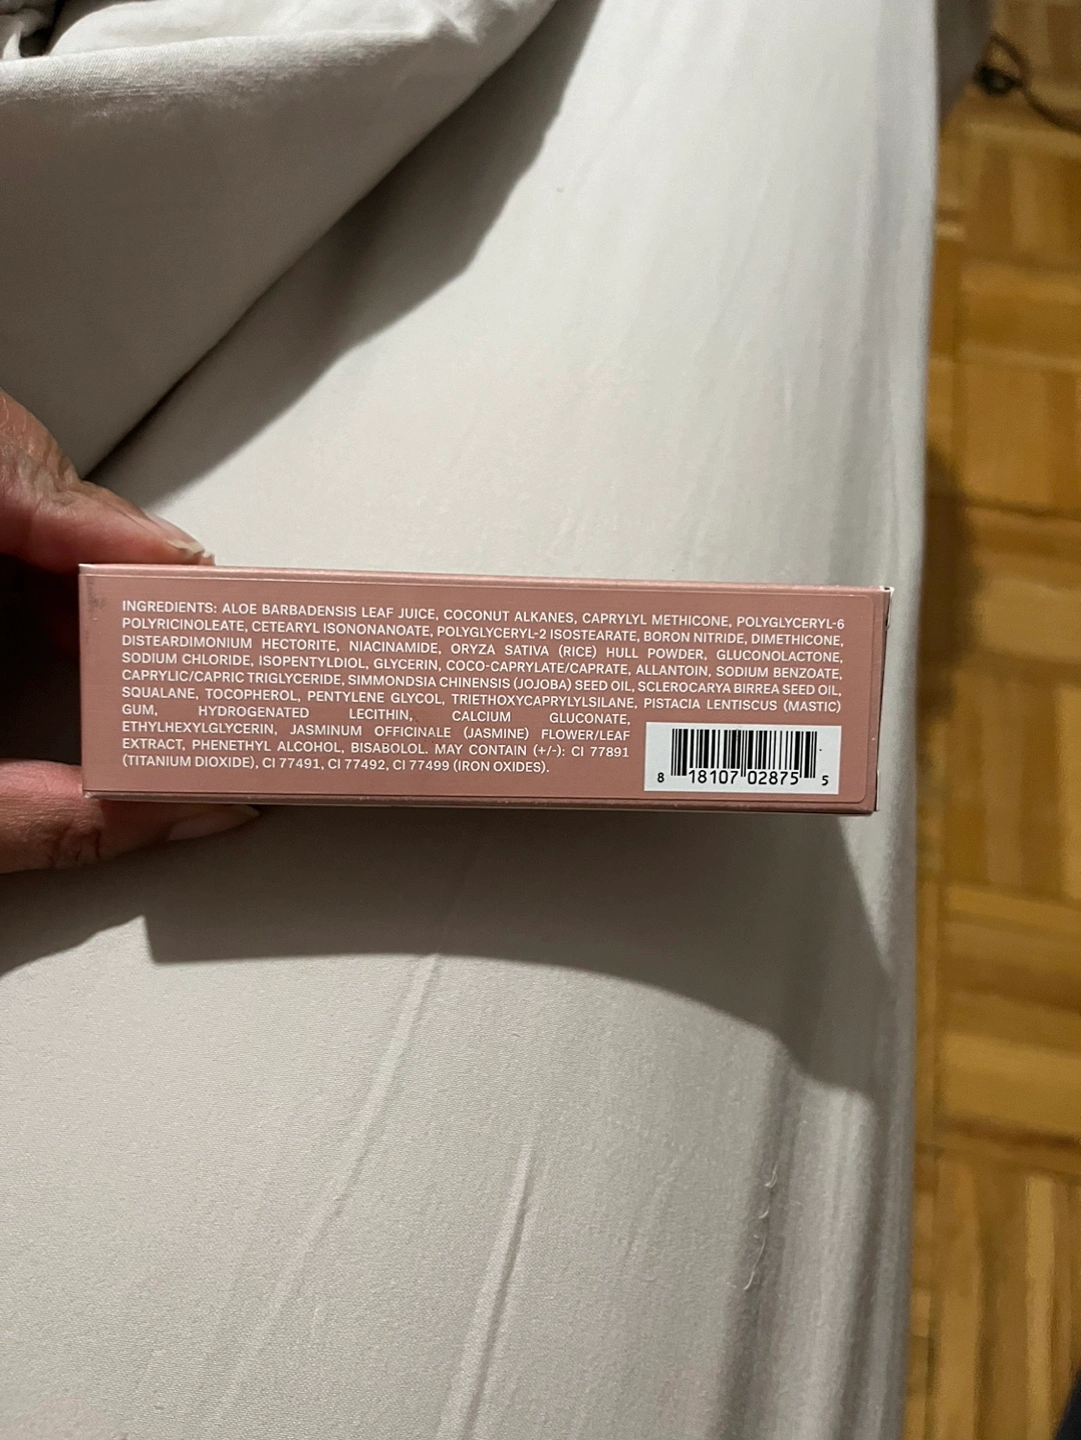 INGREDIENTS: ALOE BARBADENSIS LEAF JUICE, COCONUT ALKANES, CAPRYLYL METHICONE, POLYGLYCERYL-6
POLYRICINOLEATE, CETEARYL ISONONANOATE, POLYGLYCERYL-2 ISOSTEARATE, BORON NITRIDE, DIMETHICONE,
DISTEARDIMONIUM HECTORITE, NIACINAMIDE, ORYZA SATIVA (RICE) HULL POWDER, GLUCONOLACTONE,
SODIUM CHLORIDE, ISOPENTYLDIOL, GLYCERIN, COCO-CAPRYLATE/CAPRATE, ALLANTOIN, SODIUM BENZOATE,
CAPRYLIC/CAPRIC TRIGLYCERIDE, SIMMONDSIA CHINENSIS (JOJOBA) SEED OIL, SCLEROCARYA BIRREA SEED OIL,
SQUALANE, TOCOPHEROL, PENTYLENE GLYCOL, TRIETHOXYCAPRYLYLSILANE, PISTACIA LENTISCUS (MASTIC)
GUM, HYDROGENATED LECITHIN, CALCIUM GLUCONATE,
ETHYLHEXYLGLYCERIN, JASMINUM OFFICINALE (JASMINE) FLOWER/LEAF
EXTRACT, PHENETHYL ALCOHOL, BISABOLOL. MAY CONTAIN (+/-): CI 77891
(TITANIUM DIOXIDE), CI 77491, CI 77492, CI 77499 (IRON OXIDES).
8 18107 02875 5